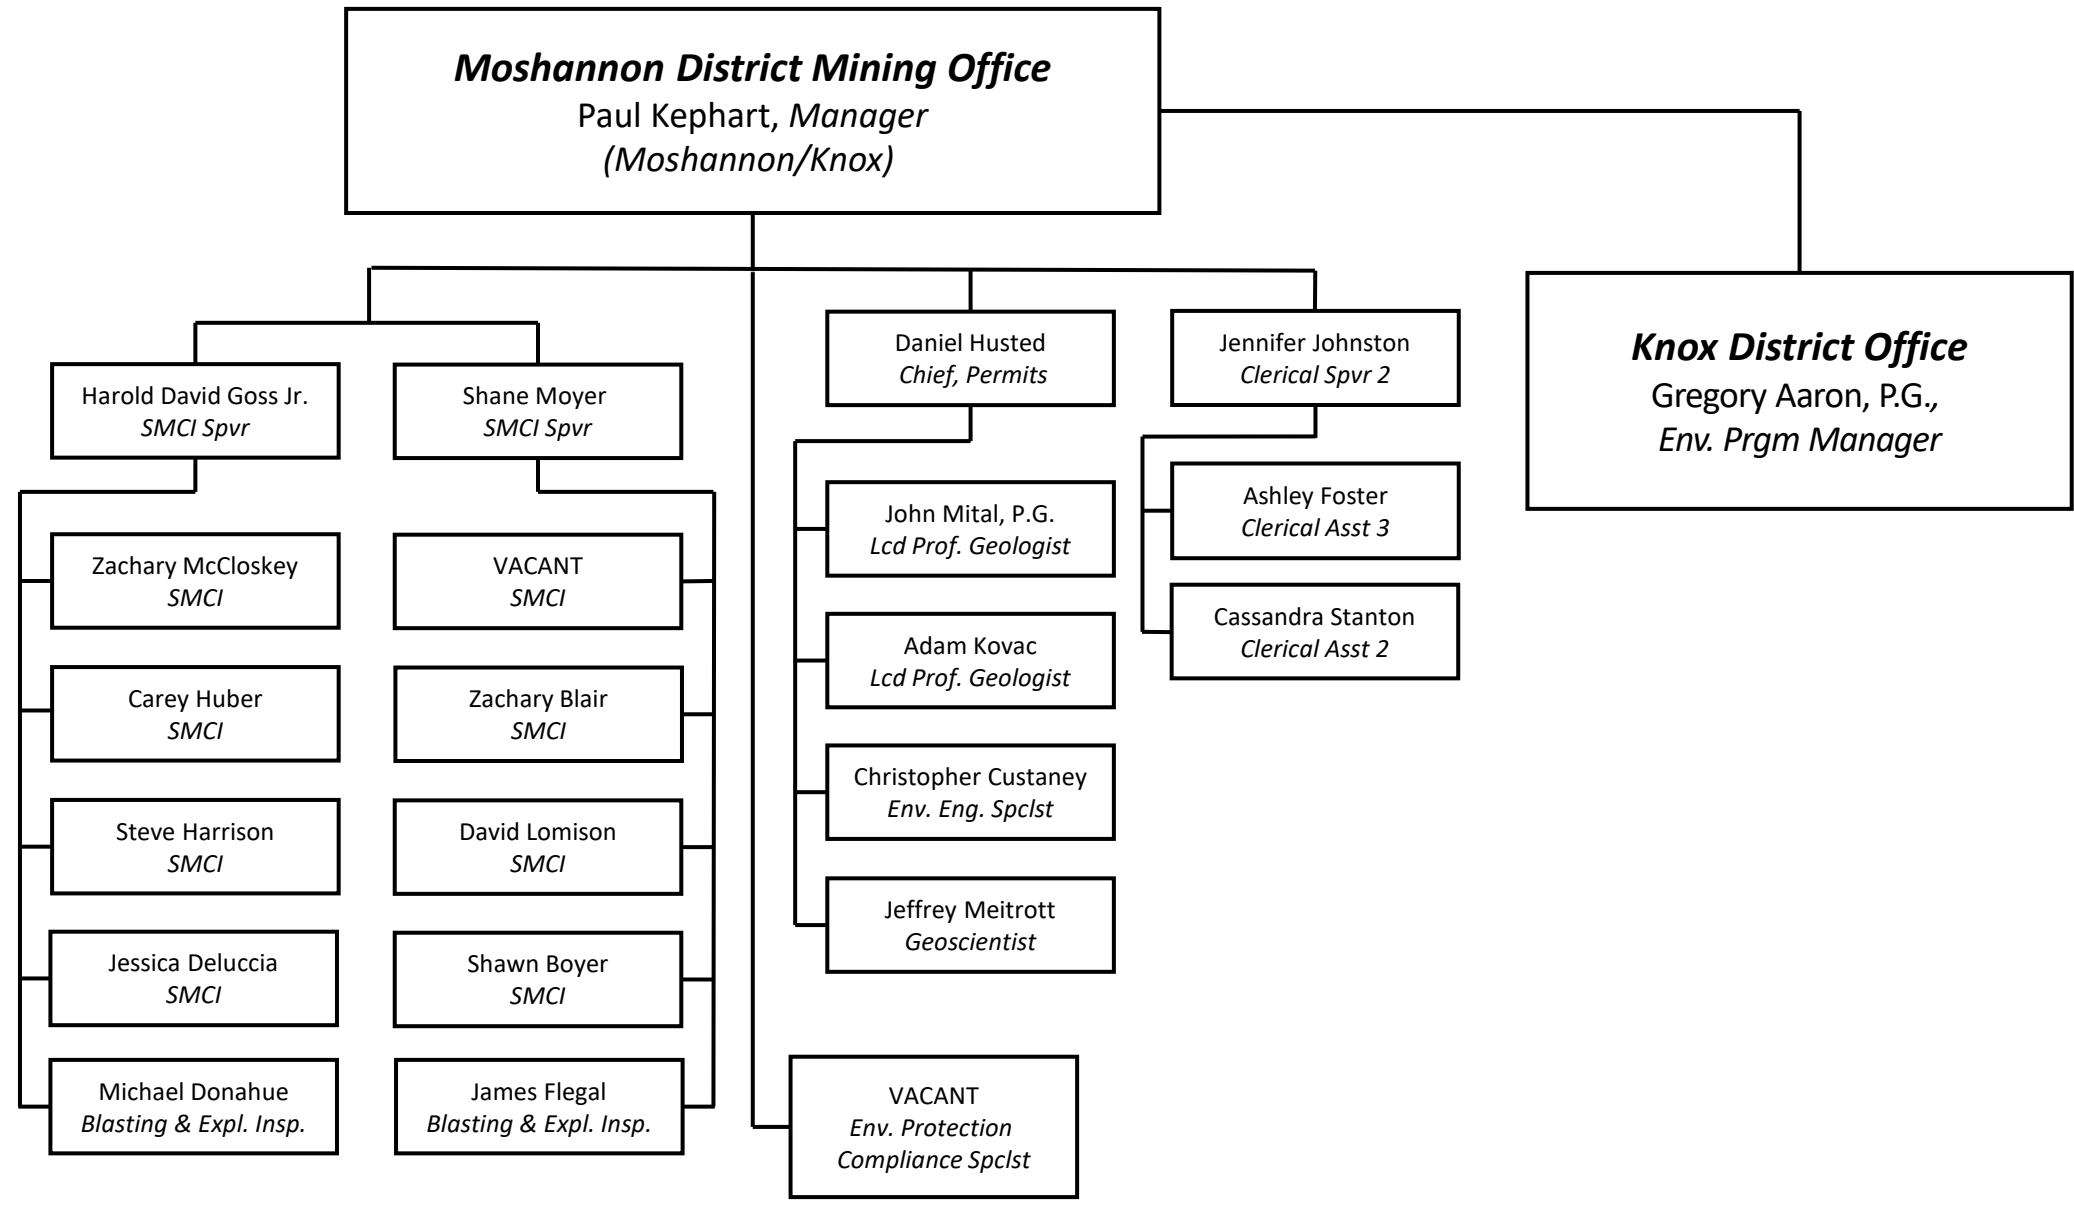 Moshannon District Mining Office
Paul Kephart, Manager
(Moshannon/Knox)
Harold David Goss Jr.
SMCI Spvr
Zachary McCloskey
SMCI
Carey Huber
SMCI
Steve Harrison
SMCI
Jessica Deluccia
SMCI
Michael Donahue
Blasting & Expl. Insp.
Shane Moyer
SMCI Spvr
VACANT
SMCI
Zachary Blair
SMCI
David Lomison
SMCI
Shawn Boyer
SMCI
James Flegal
Blasting & Expl. Insp.
Daniel Husted
Chief, Permits
John Mital, P.G.
Lcd Prof. Geologist
Adam Kovac
Lcd Prof. Geologist
Christopher Custaney
Env. Eng. Spclst
Jeffrey Meitrott
Geoscientist
VACANT
Env. Protection
Compliance Spclst
Jennifer Johnston
Clerical Spvr 2
Ashley Foster
Clerical Asst 3
Cassandra Stanton
Clerical Asst 2
Knox District Office
Gregory Aaron, P.G.,
Env. Prgm Manager